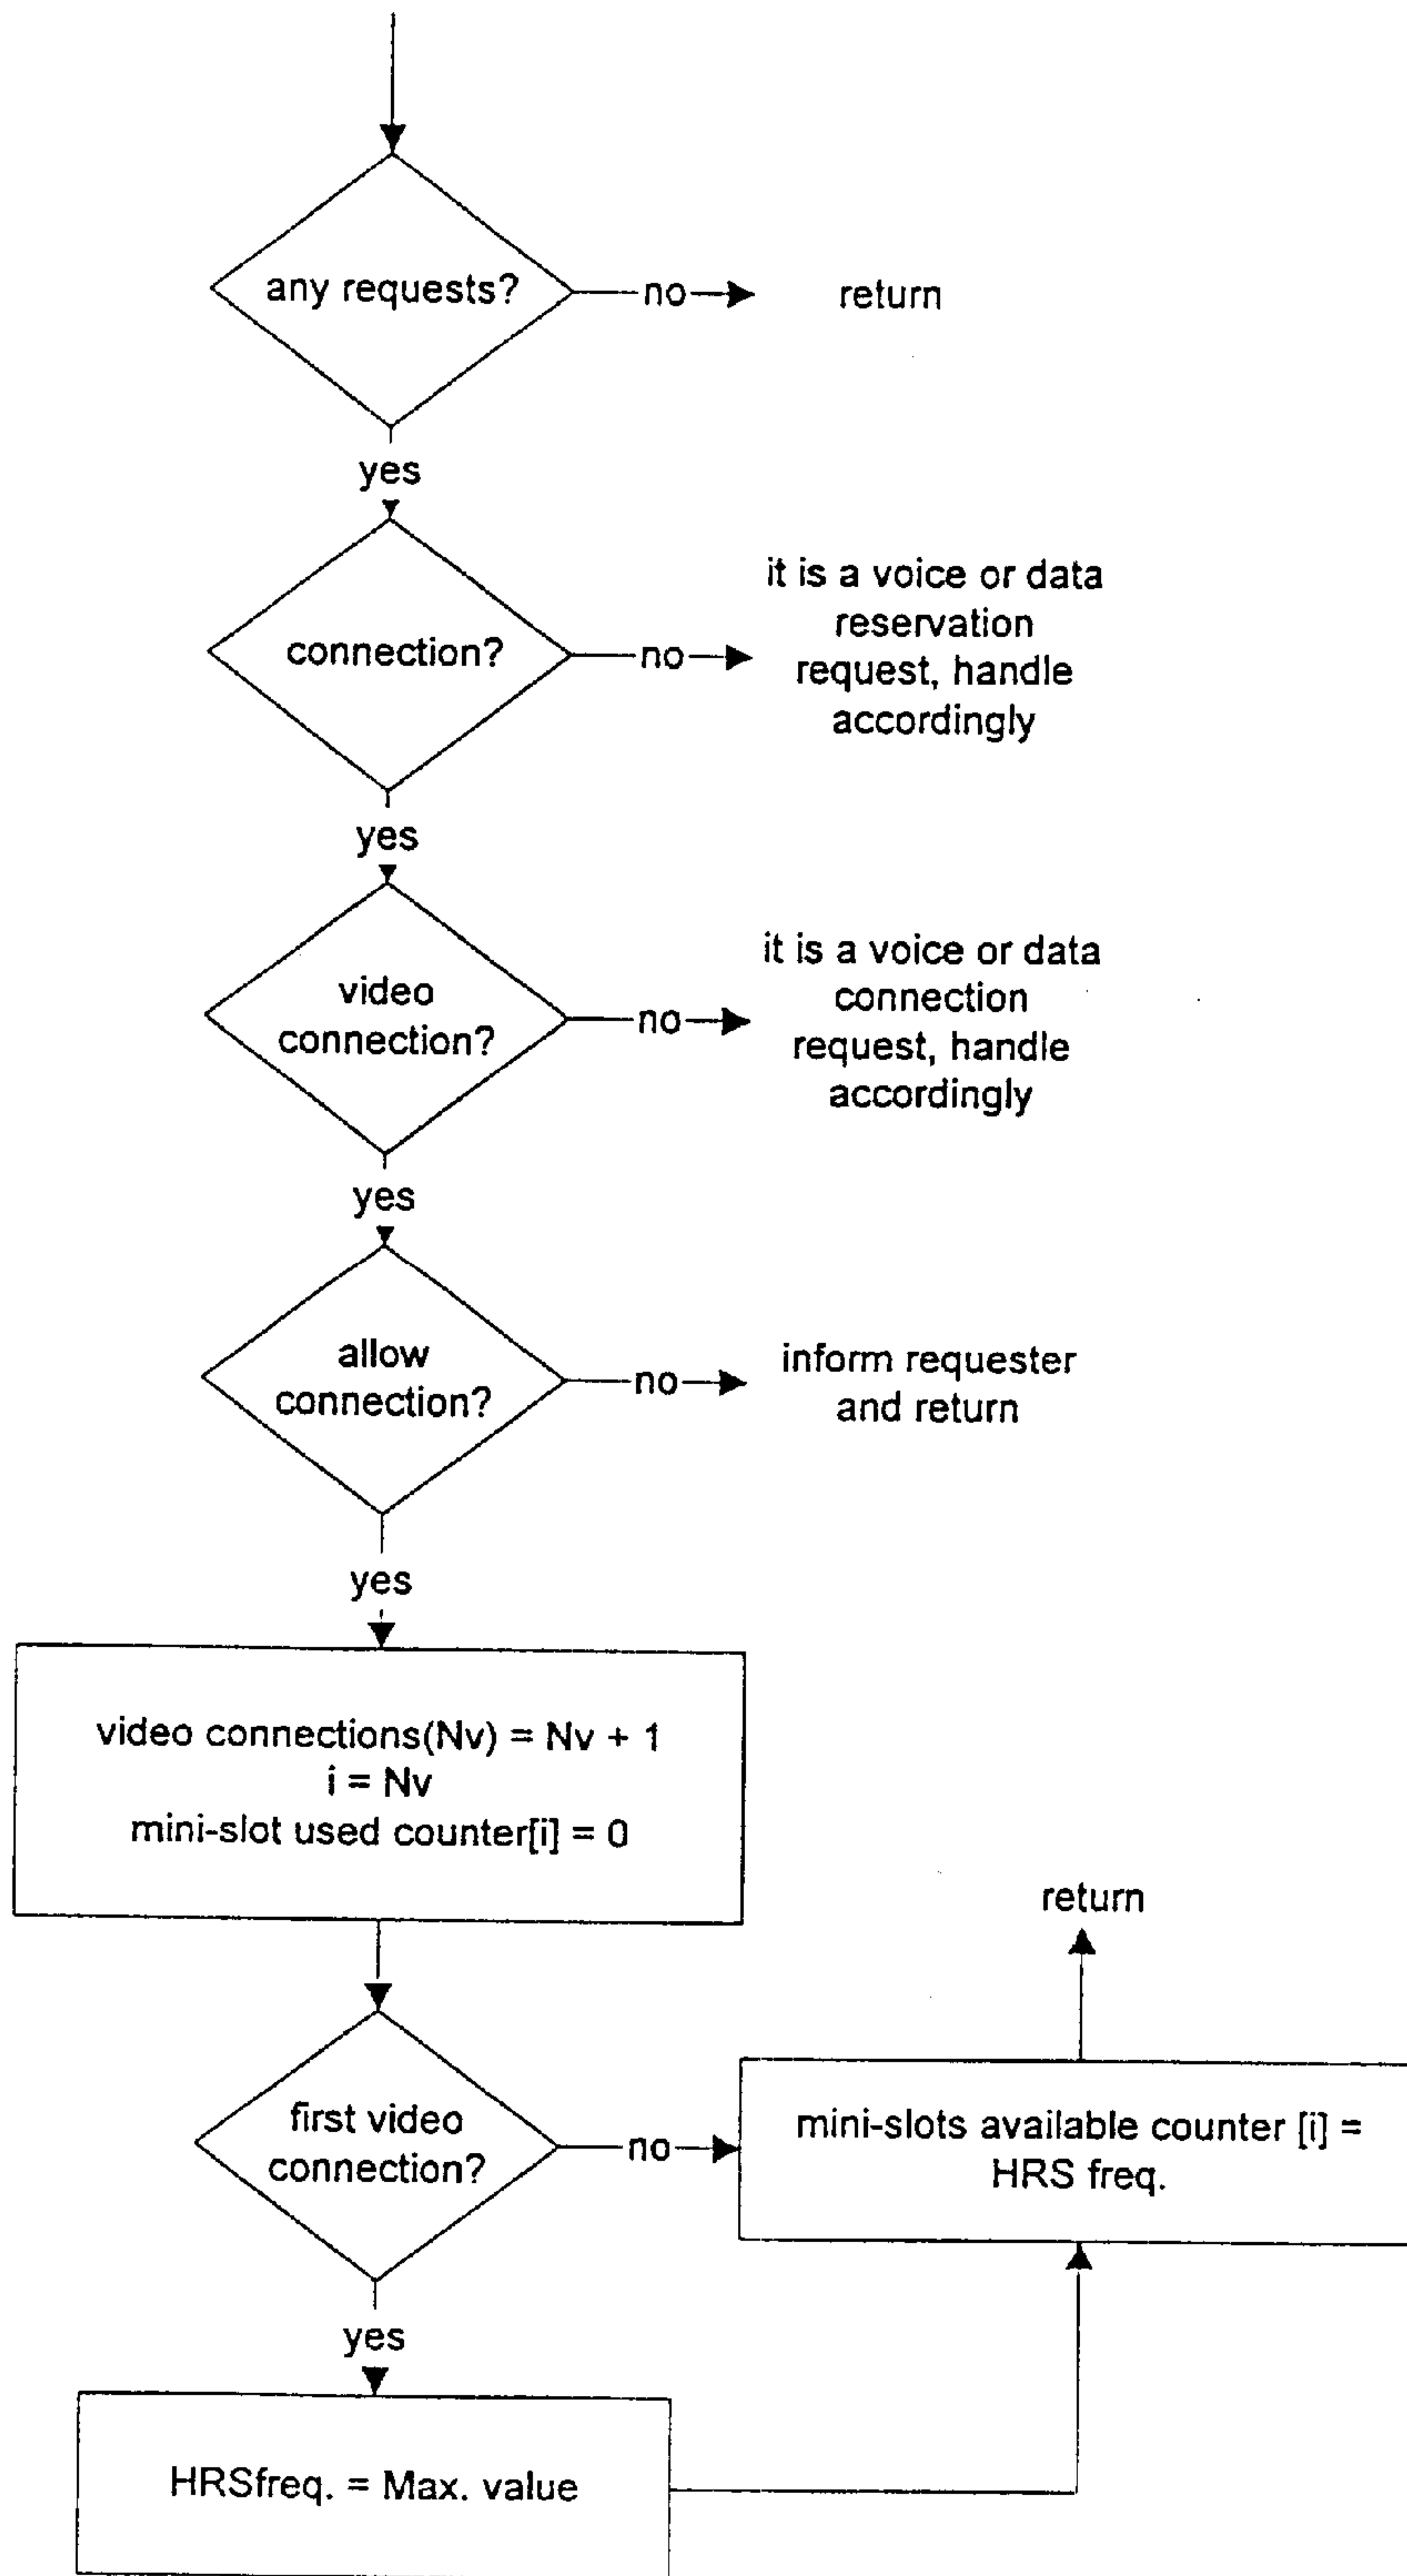 any requests?
no
return
yes
connection?
no
it is a voice or data
reservation
request, handle
accordingly
yes
video
connection?
no
it is a voice or data
connection
request, handle
accordingly
yes
allow
connection?
no
inform requester
and return
yes
video connections(Nv) = Nv + 1
i = Nv
mini-slot used counter[i] = 0
return
first video
connection?
no
mini-slots available counter [i] =
HRS freq.
yes
HRSfreq. = Max. value